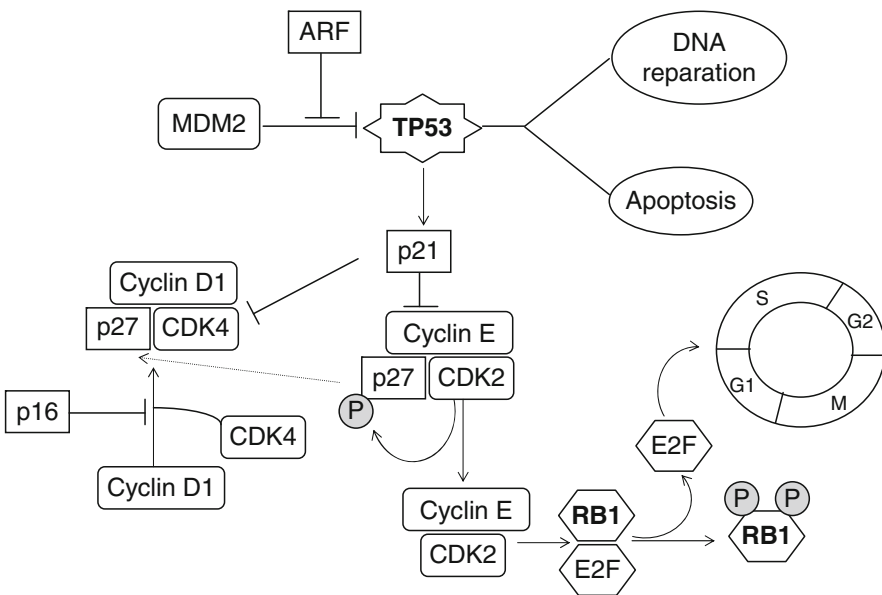 ARF
DNA
reparation
MDM2
TP53
Apoptosis
p21
Cyclin D1
p27
CDK4
Cyclin E
p27
CDK2
P
p16
CDK4
Cyclin D1
S
G2
G1
M
E2F
Cyclin E
CDK2
RB1
E2F
P
P
RB1